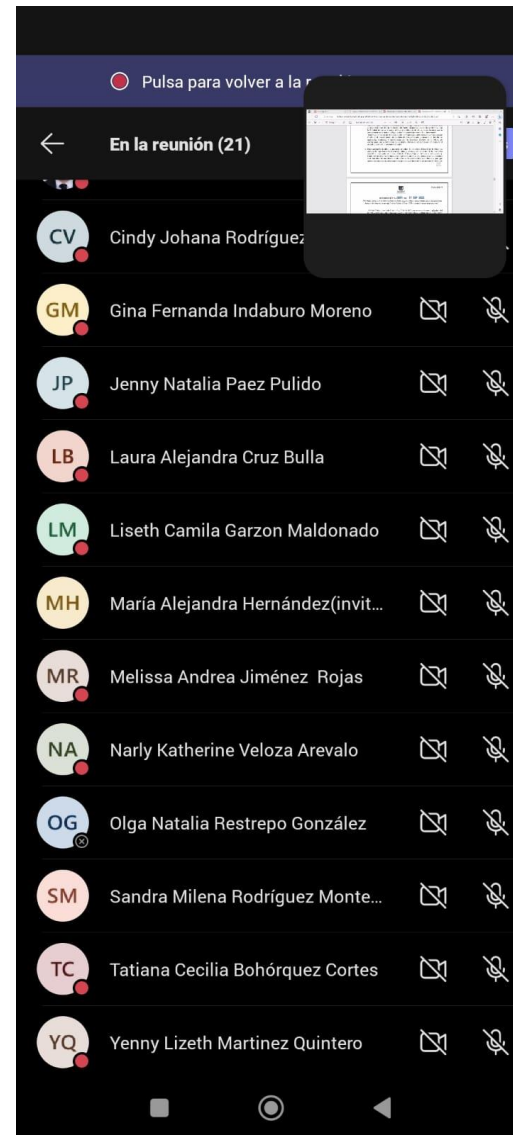 Pulsa para volver a la
En la reunión (21)
CV Cindy Johana Rodríguez
GM Gina Fernanda Indaburo Moreno
JP Jenny Natalia Paez Pulido
LB Laura Alejandra Cruz Bulla
LM Liseth Camila Garzon Maldonado
MH María Alejandra Hernández(invit...
MR Melissa Andrea Jiménez Rojas
NA Narly Katherine Veloza Arevalo
OG Olga Natalia Restrepo González
SM Sandra Milena Rodríguez Monte...
TC Tatiana Cecilia Bohórquez Cortes
YQ Yenny Lizeth Martinez Quintero